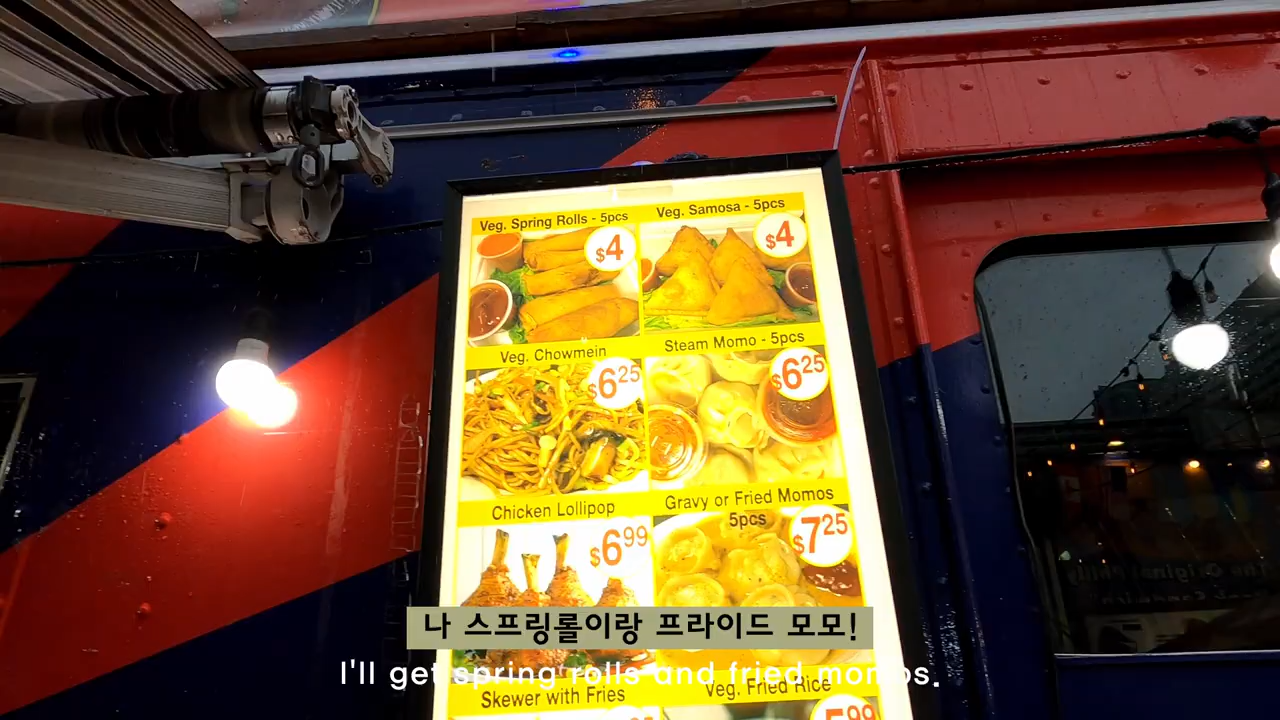 Veg. Spring Rolls - 5pcs
$4
Veg. Samosa - 5pcs
$4
Veg. Chowmein
$6 25
Steam Momo - 5pcs
$6 25
Chicken Lollipop
$6 99
Gravy or Fried Momos
5pcs
$7 25
나 스프링롤이랑 프라이드 모모!
I'll get spring rolls and fried momos.
Skewer with Fries
Veg. Fried Rice
5 99